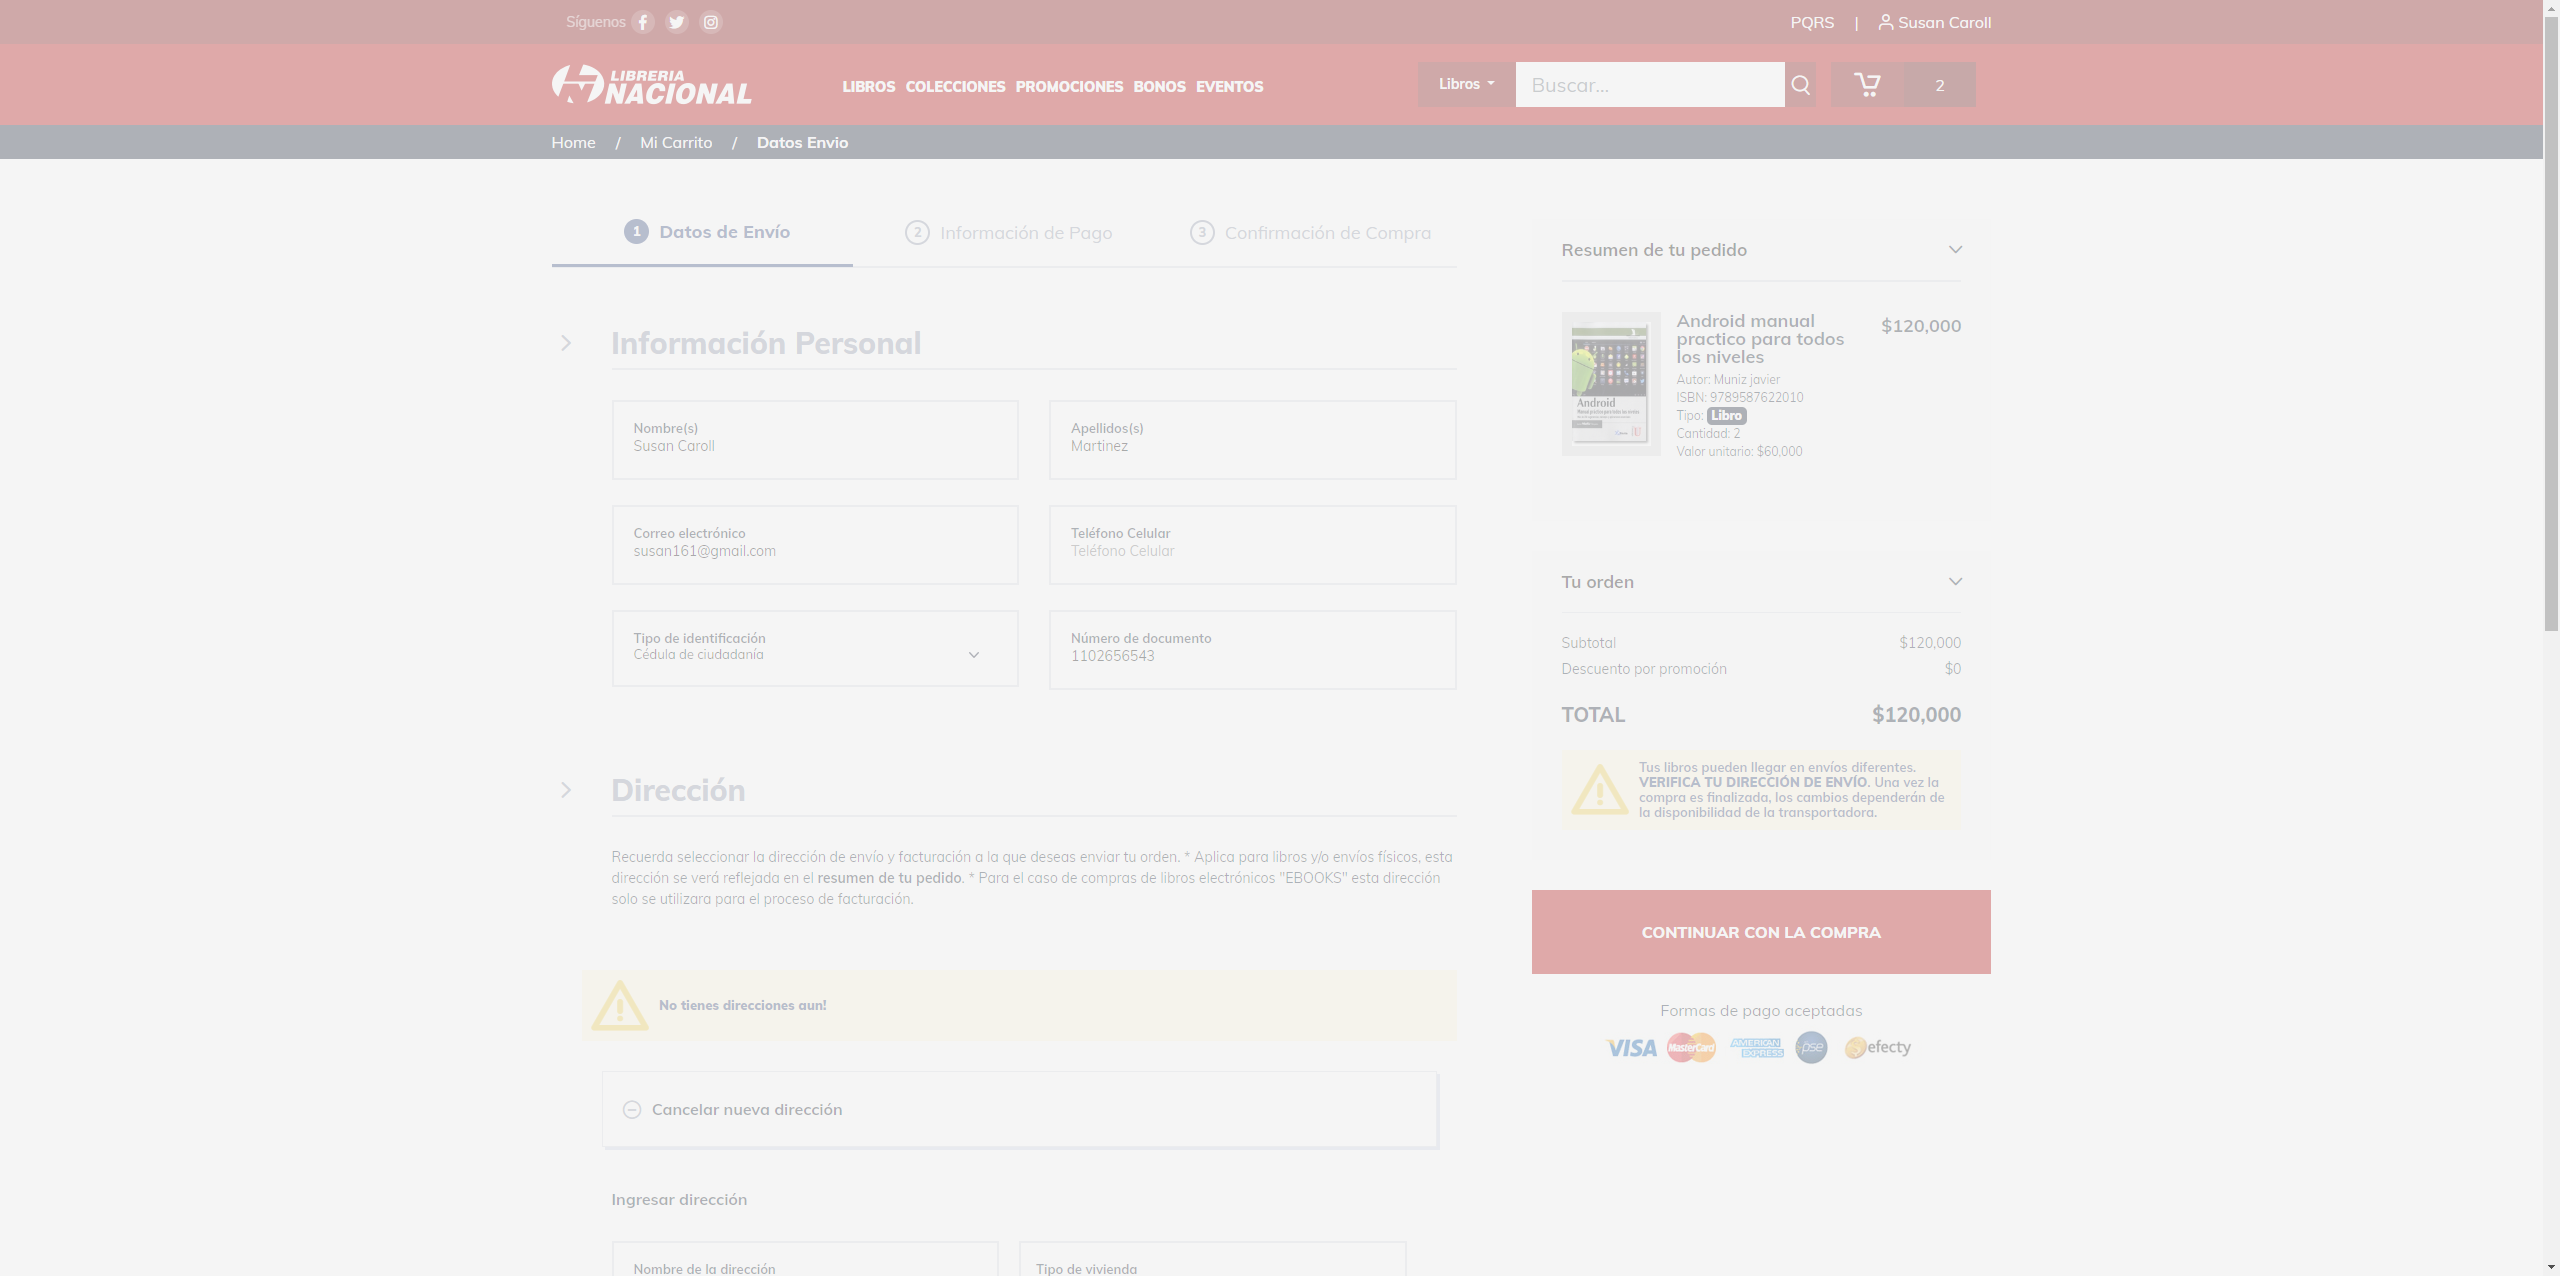 Síguenos
PQRS | Susan Caroll
LIBRERIA
NACIONAL
LIBROS COLECCIONES PROMOCIONES BONOS EVENTOS
Libros
Buscar...
2
Home / Mi Carrito / Datos Envio
1 Datos de Envío
2 Información de Pago
3 Confirmación de Compra
Información Personal
Nombre(s)
Susan Caroll
Apellidos(s)
Martinez
Correo electrónico
susan161@gmail.com
Teléfono Celular
Teléfono Celular
Tipo de identificación
Cédula de ciudadanía
Número de documento
1102656543
Dirección
Recuerda seleccionar la dirección de envío y facturación a la que deseas enviar tu orden. * Aplica para libros y/o envíos físicos, esta
dirección se verá reflejada en el resumen de tu pedido. * Para el caso de compras de libros electrónicos "EBOOKS" esta dirección
solo se utilizara para el proceso de facturación.
No tienes direcciones aun!
Cancelar nueva dirección
Ingresar dirección
Nombre de la dirección
Tipo de vivienda
Resumen de tu pedido
Android
Android manual
practico para todos
los niveles
$120,000
Autor: Muniz javier
ISBN: 9789587622010
Tipo: Libro
Cantidad: 2
Valor unitario: $60,000
Tu orden
Subtotal $120,000
Descuento por promoción $0
TOTAL $120,000
Tus libros pueden llegar en envíos diferentes.
VERIFICA TU DIRECCIÓN DE ENVÍO. Una vez la
compra es finalizada, los cambios dependerán de
la disponibilidad de la transportadora.
CONTINUAR CON LA COMPRA
Formas de pago aceptadas
VISA MasterCard AMERICAN EXPRESS pse efecty